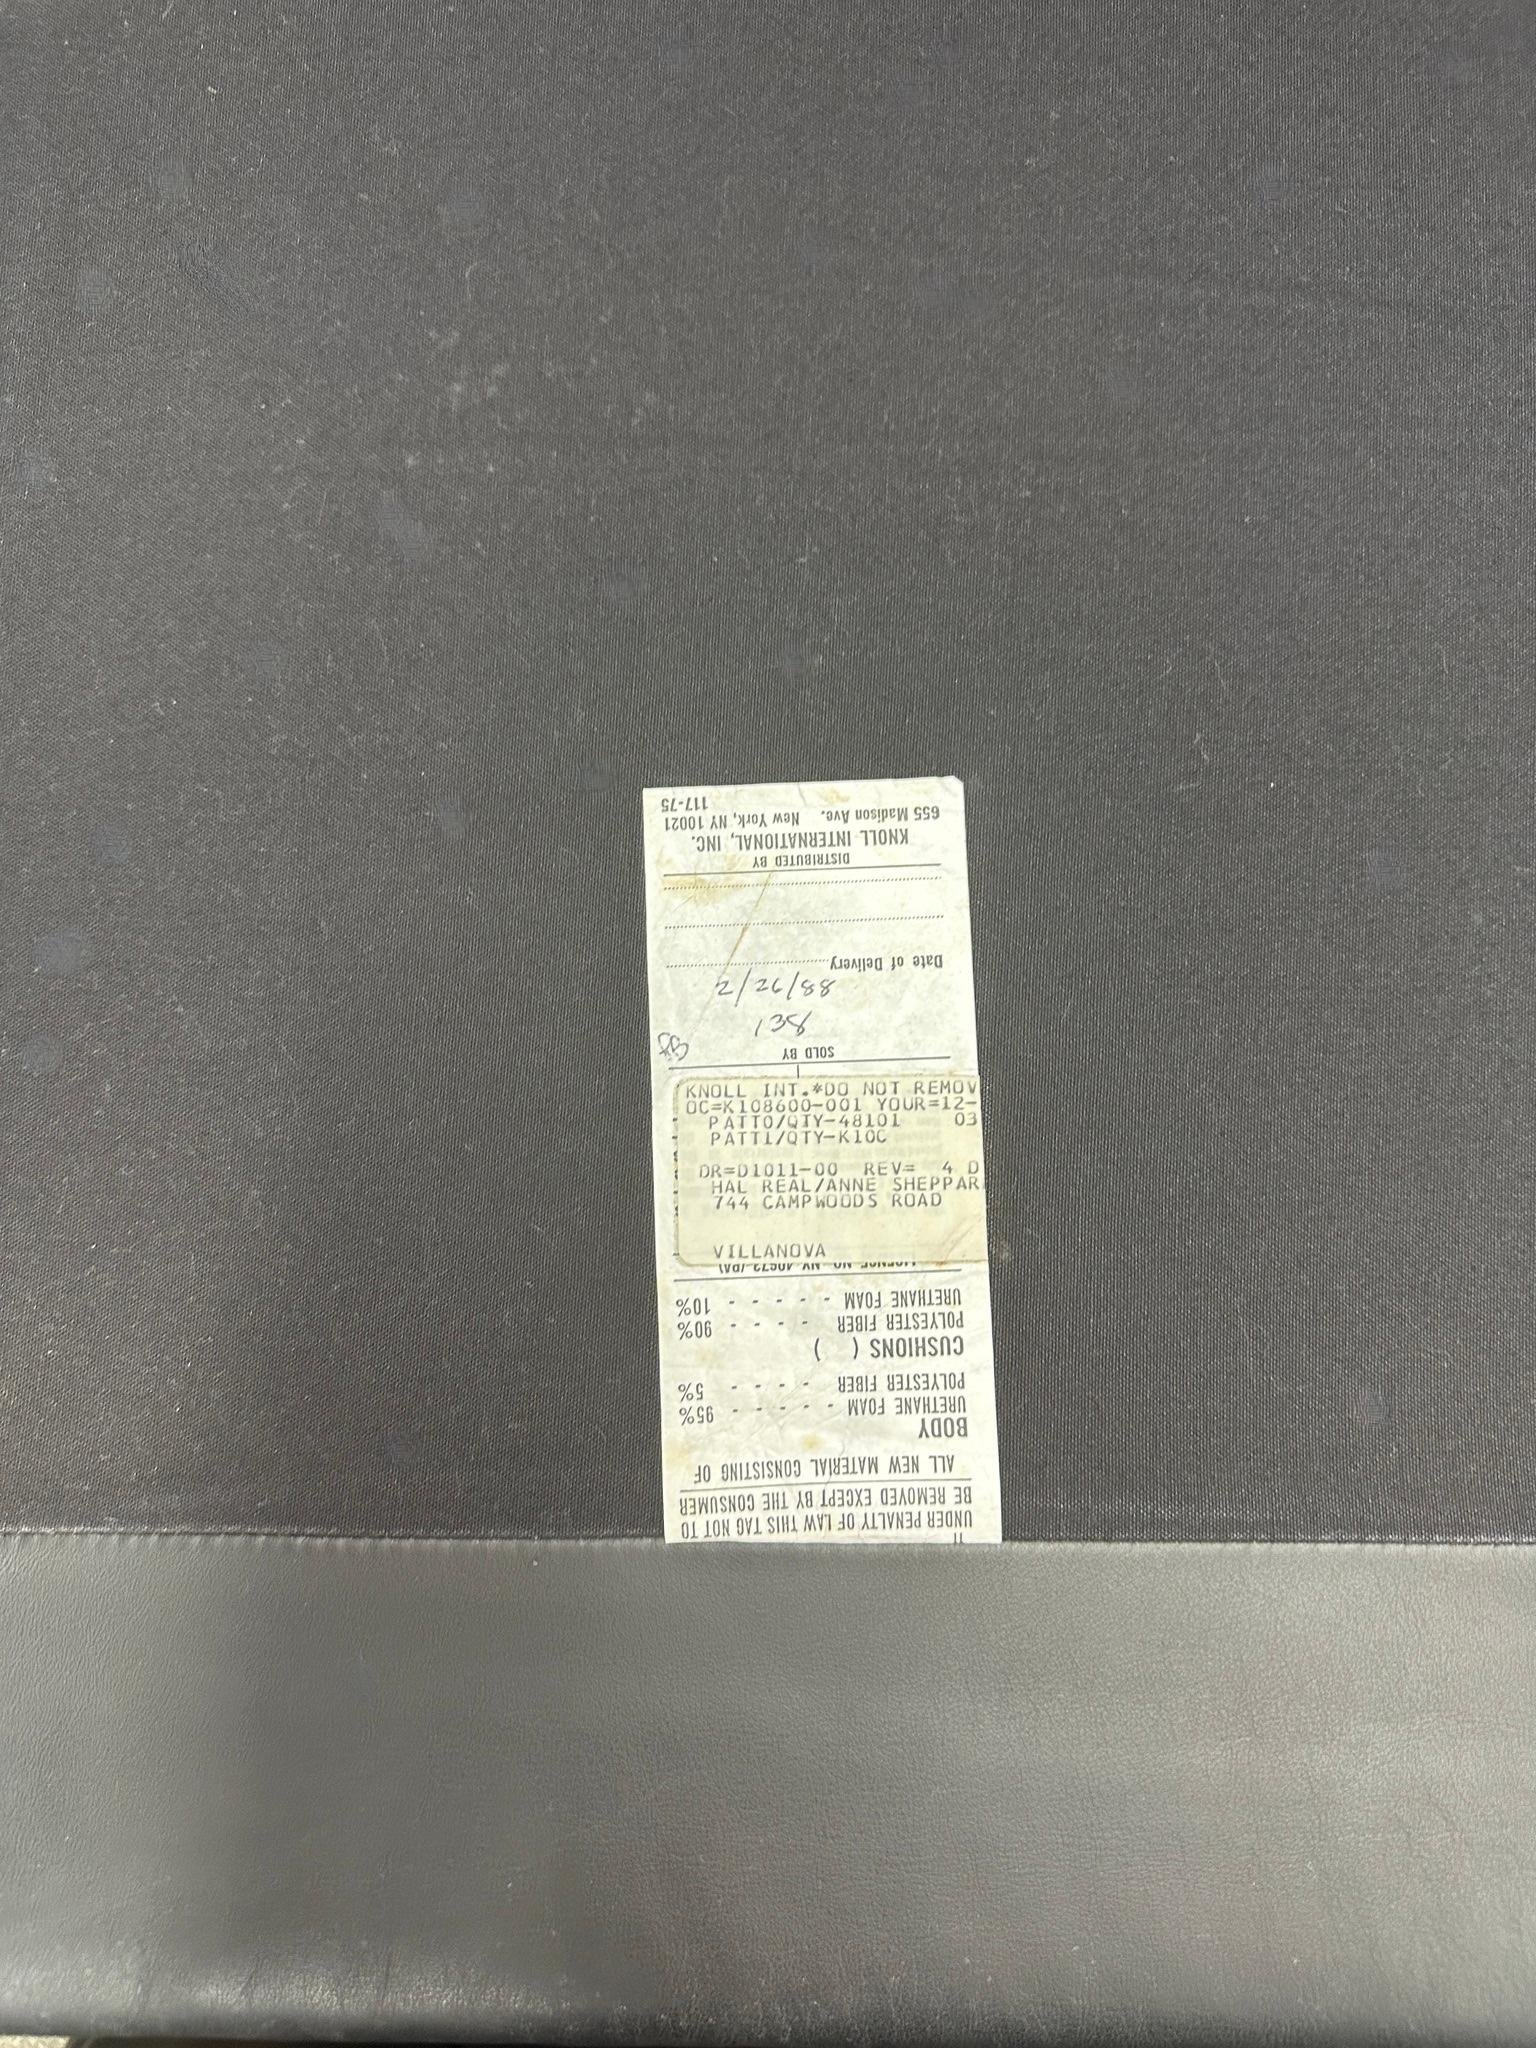 UNDER PENALTY OF LAW THIS TAG NOT TO
BE REMOVED EXCEPT BY THE CONSUMER
ALL NEW MATERIAL CONSISTING OF
BODY
URETHANE FOAM - - - - - 95%
POLYESTER FIBER - - - - 5%
CUSHIONS ( )
POLYESTER FIBER - - - - 90%
URETHANE FOAM - - - - - 10%
KNOLL INT.*DO NOT REMOV
OC=K108600-001 YOUR=12-
PATTO/QTY-48101 03
PATT1/QTY-K10C
DR=D1011-00 REV= 4 D
HAL REAL/ANNE SHEPPAR
744 CAMPWOODS ROAD
VILLANOVA
SOLD BY
138
2/26/88
Date of Delivery
DISTRIBUTED BY
KNOLL INTERNATIONAL, INC.
655 Madison Ave. New York, NY 10021
117-75